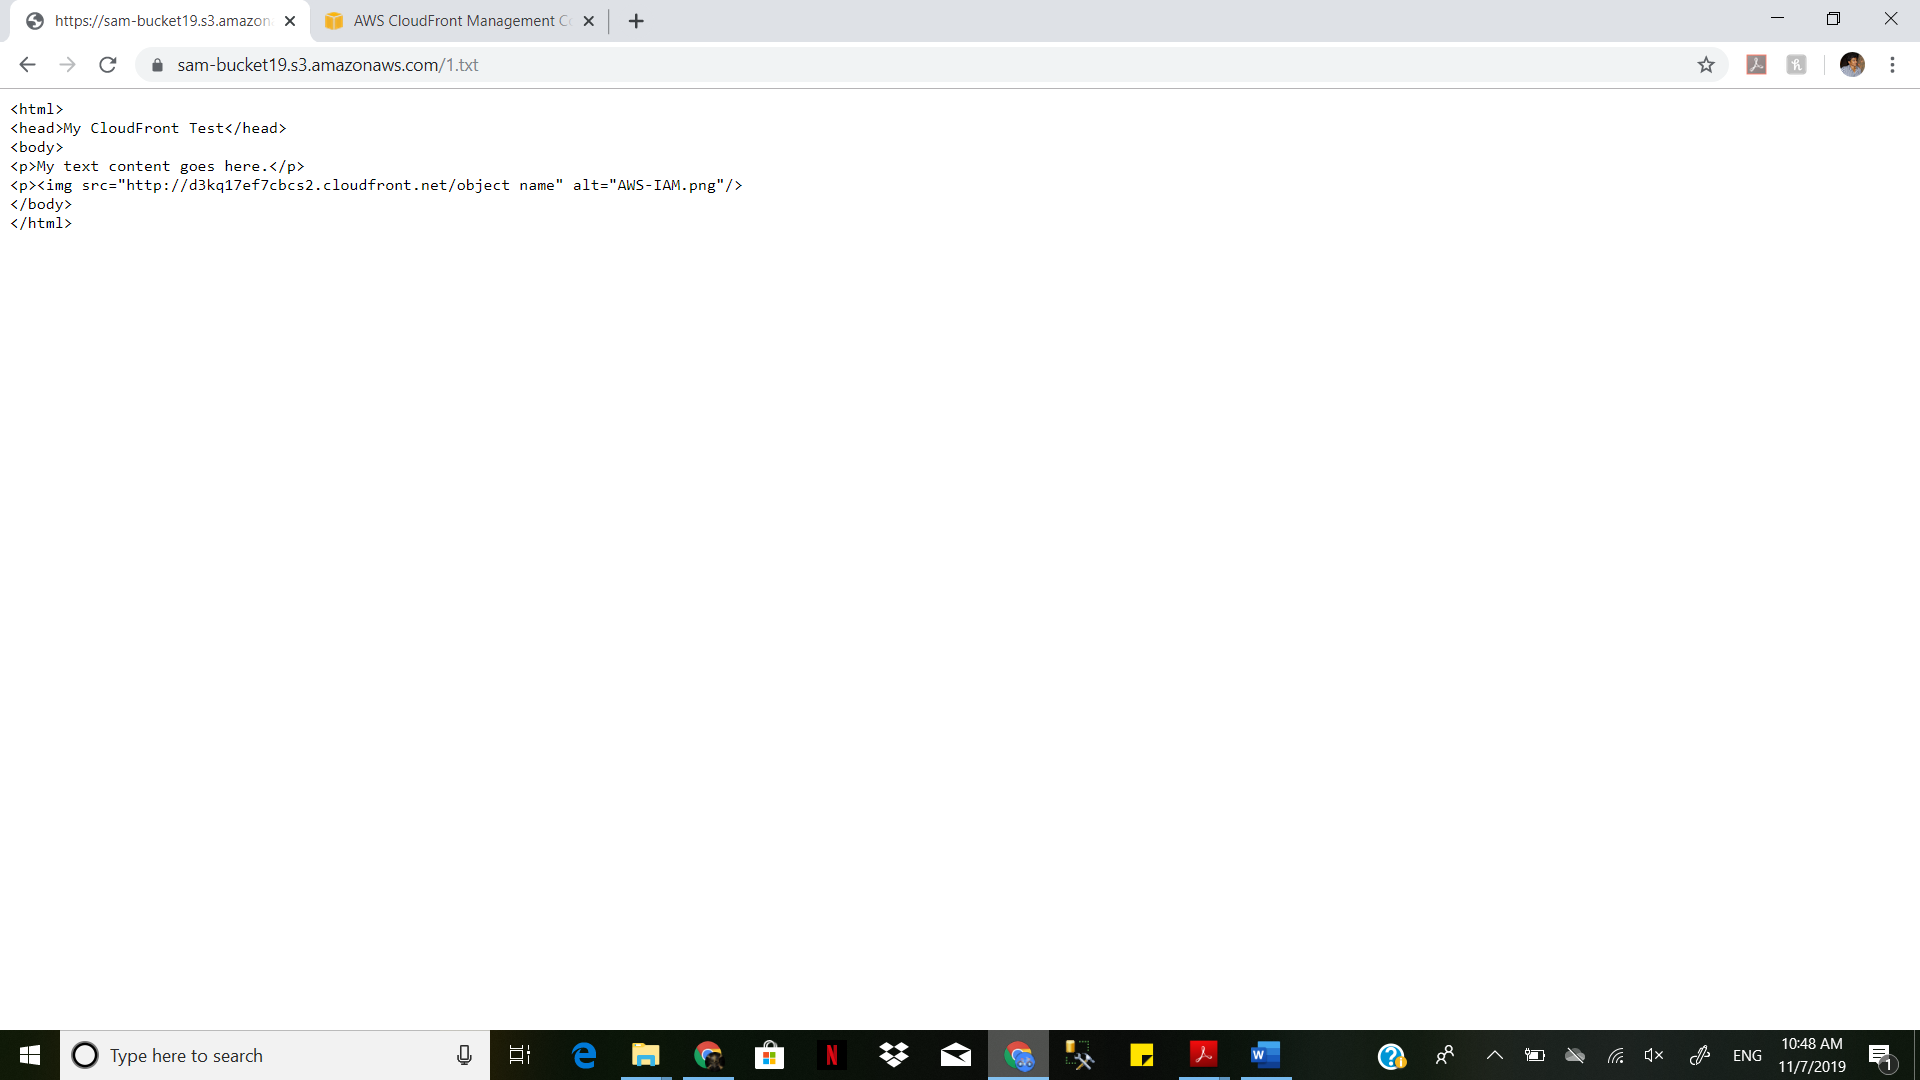 https://sam-bucket19.s3.amazon
AWS CloudFront Management C
sam-bucket19.s3.amazonaws.com/1.txt
<html>
<head>My CloudFront Test</head>
<body>
<p>My text content goes here.</p>
<p><img src="http://d3kq17ef7cbcs2.cloudfront.net/object name" alt="AWS-IAM.png"/>
</body>
</html>
Type here to search
ENG
10:48 AM
11/7/2019
1